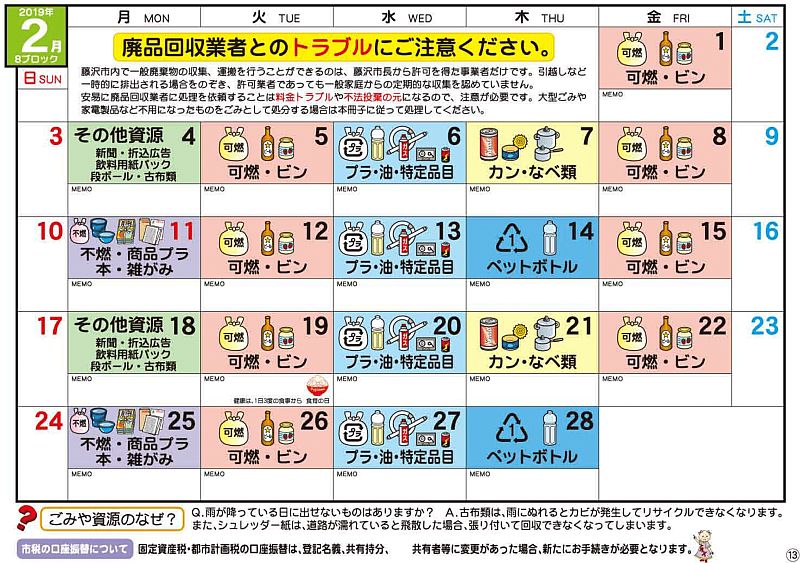 2019年
2月
8ブロック
日 SUN
月 MON
火 TUE
水 WED
木 THU
金 FRI
土 SAT
廃品回収業者とのトラブルにご注意ください。
藤沢市内で一般廃棄物の収集、運搬を行うことができるのは、藤沢市長から許可を得た事業者だけです。引越しなど
一時的に排出される場合をのぞき、許可業者であっても一般家庭からの定期的な収集を認めていません。
安易に廃品回収業者に処理を依頼することは料金トラブルや不法投棄の元になるので、注意が必要です。大型ごみや
家電製品など不用になったものをごみとして処分する場合は本冊子に従って処理してください。
可燃 1
可燃・ビン
MEMO
2
3
その他資源 4
新聞・折込広告
飲料用紙パック
段ボール・古布類
MEMO
可燃 5
可燃・ビン
MEMO
プラ 6
プラ・油・特定品目
MEMO
7
カン・なべ類
MEMO
可燃 8
可燃・ビン
MEMO
9
10
不燃 11
不燃・商品プラ
本・雑がみ
MEMO
可燃 12
可燃・ビン
MEMO
プラ 13
プラ・油・特定品目
MEMO
1 14
ペットボトル
MEMO
可燃 15
可燃・ビン
MEMO
16
17
その他資源 18
新聞・折込広告
飲料用紙パック
段ボール・古布類
MEMO
可燃 19
可燃・ビン
MEMO
健康は、1日3度の食事から 食育の日
プラ 20
プラ・油・特定品目
MEMO
21
カン・なべ類
MEMO
可燃 22
可燃・ビン
MEMO
23
24
不燃 25
不燃・商品プラ
本・雑がみ
MEMO
可燃 26
可燃・ビン
MEMO
プラ 27
プラ・油・特定品目
MEMO
1 28
ペットボトル
MEMO
? ごみや資源のなぜ?
Q.雨が降っている日に出せないものはありますか? A.古布類は、雨にぬれるとカビが発生してリサイクルできなくなります。
また、シュレッダー紙は、道路が濡れていると飛散した場合、張り付いて回収できなくなってしまいます。
市税の口座振替について 固定資産税・都市計画税の口座振替は、登記名義、共有持分、 共有者等に変更があった場合、新たにお手続きが必要となります。
⑬